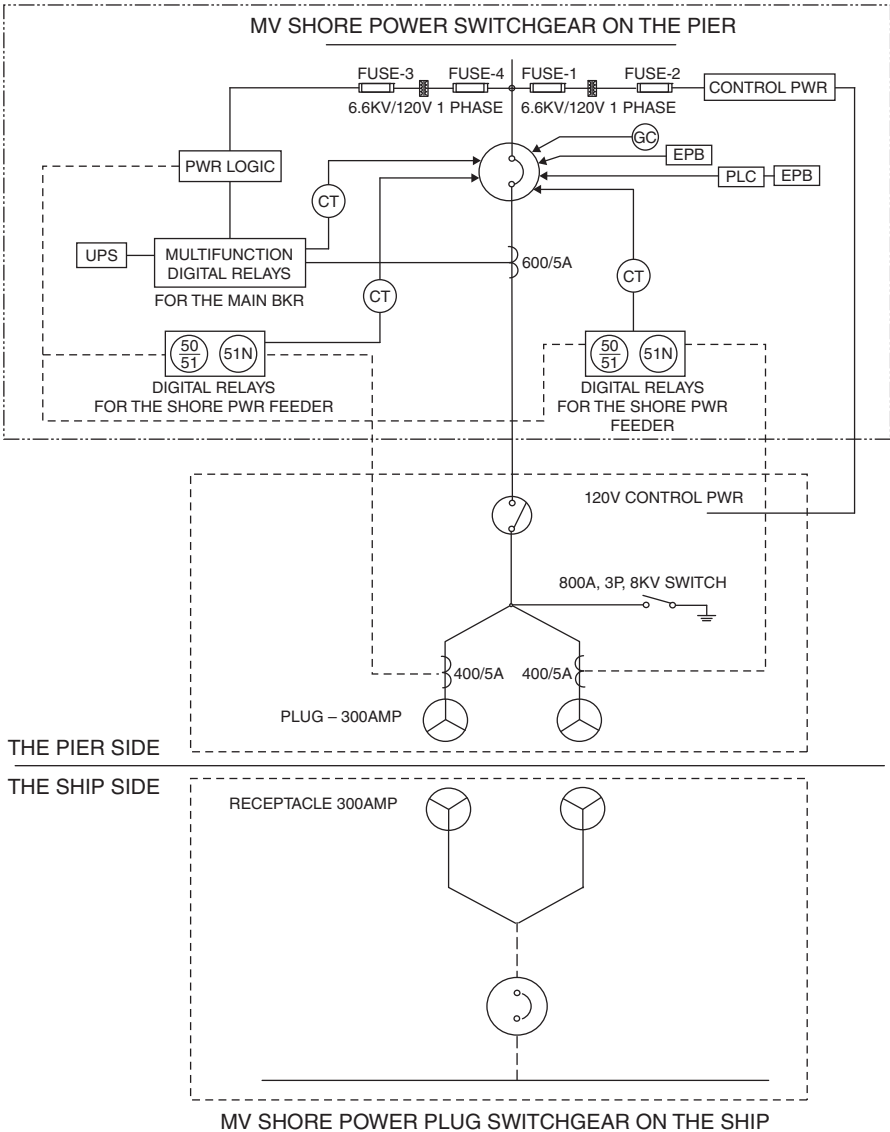 MV SHORE POWER SWITCHGEAR ON THE PIER
FUSE-3
FUSE-4
FUSE-1
FUSE-2
CONTROL PWR
6.6KV/120V 1 PHASE
6.6KV/120V 1 PHASE
GC
EPB
PLC
EPB
PWR LOGIC
CT
UPS
MULTIFUNCTION
DIGITAL RELAYS
FOR THE MAIN BKR
600/5A
CT
CT
50
51
51N
DIGITAL RELAYS
FOR THE SHORE PWR FEEDER
50
51
51N
DIGITAL RELAYS
FOR THE SHORE PWR
FEEDER
120V CONTROL PWR
800A, 3P, 8KV SWITCH
400/5A
400/5A
PLUG – 300AMP
THE PIER SIDE
THE SHIP SIDE
RECEPTACLE 300AMP
MV SHORE POWER PLUG SWITCHGEAR ON THE SHIP